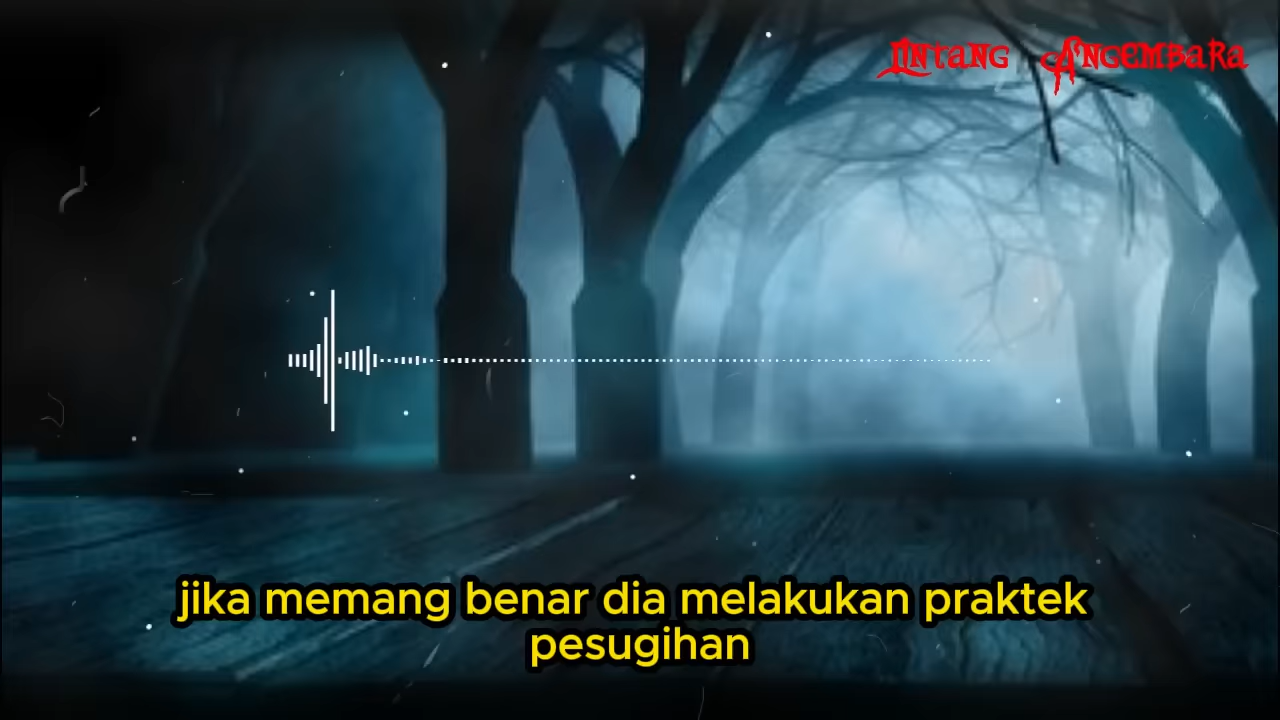 Lintang Angembara
jika memang benar dia melakukan praktek
pesugihan